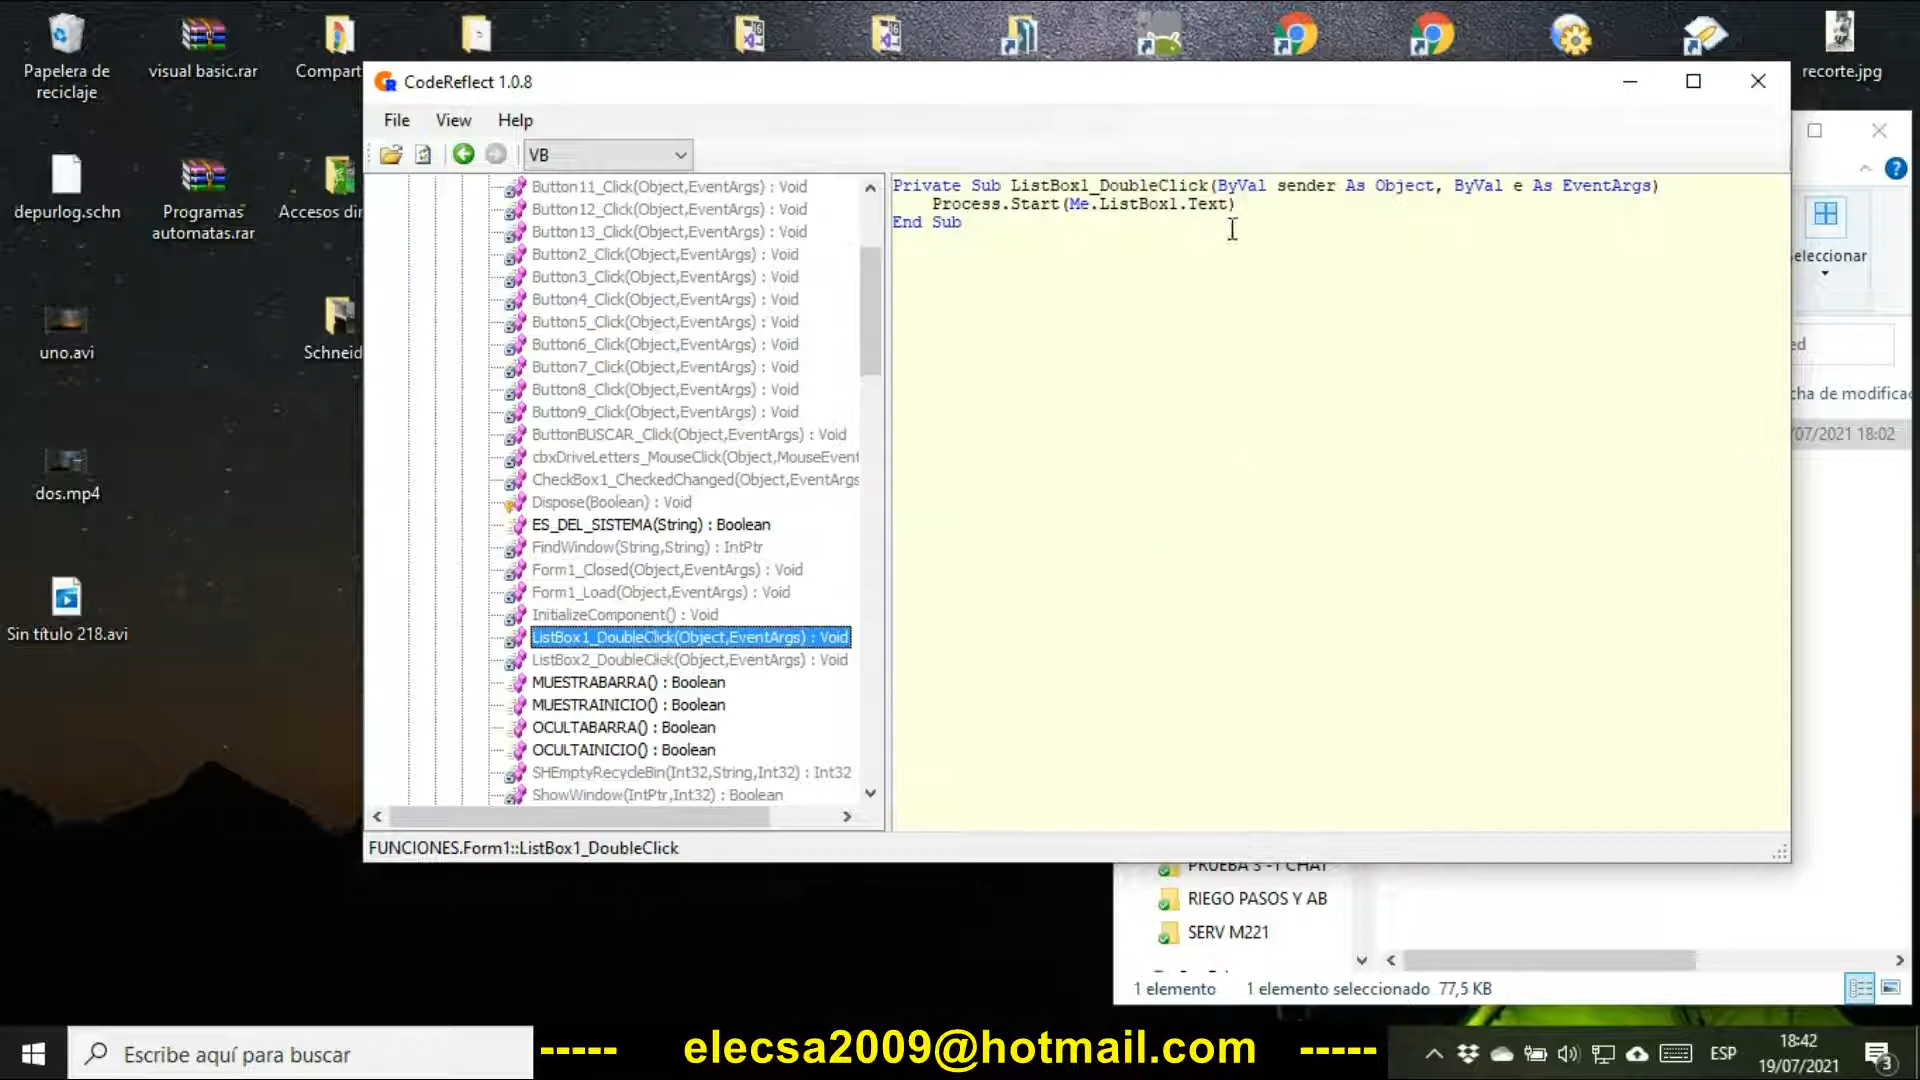 Papelera de
reciclaje
visual basic.rar
Compart
recorte.jpg
depurlog.schn
Programas
automatas.rar
Accesos dir
uno.avi
Schneid
dos.mp4
Sin título 218.avi
CodeReflect 1.0.8
File View Help
VB
Button11_Click(Object,EventArgs) : Void
Button12_Click(Object,EventArgs) : Void
Button13_Click(Object,EventArgs) : Void
Button2_Click(Object,EventArgs) : Void
Button3_Click(Object,EventArgs) : Void
Button4_Click(Object,EventArgs) : Void
Button5_Click(Object,EventArgs) : Void
Button6_Click(Object,EventArgs) : Void
Button7_Click(Object,EventArgs) : Void
Button8_Click(Object,EventArgs) : Void
Button9_Click(Object,EventArgs) : Void
ButtonBUSCAR_Click(Object,EventArgs) : Void
cbxDriveLetters_MouseClick(Object,MouseEvent
CheckBox1_CheckedChanged(Object,EventArgs
Dispose(Boolean) : Void
ES_DEL_SISTEMA(String) : Boolean
FindWindow(String,String) : IntPtr
Form1_Closed(Object,EventArgs) : Void
Form1_Load(Object,EventArgs) : Void
InitializeComponent() : Void
ListBox1_DoubleClick(Object,EventArgs) : Void
ListBox2_DoubleClick(Object,EventArgs) : Void
MUESTRABARRA() : Boolean
MUESTRAINICIO() : Boolean
OCULTABARRA() : Boolean
OCULTAINICIO() : Boolean
SHEmptyRecycleBin(Int32,String,Int32) : Int32
ShowWindow(IntPtr,Int32) : Boolean
Private Sub ListBox1_DoubleClick(ByVal sender As Object, ByVal e As EventArgs)
Process.Start(Me.ListBox1.Text)
End Sub
FUNCIONES.Form1::ListBox1_DoubleClick
eleccionar
ed
cha de modificac
/07/2021 18:02
PRUEBA 3 -1 CHAT
RIEGO PASOS Y AB
SERV M221
1 elemento 1 elemento seleccionado 77,5 KB
Escribe aquí para buscar
----- elecsa2009@hotmail.com -----
ESP
18:42
19/07/2021
3